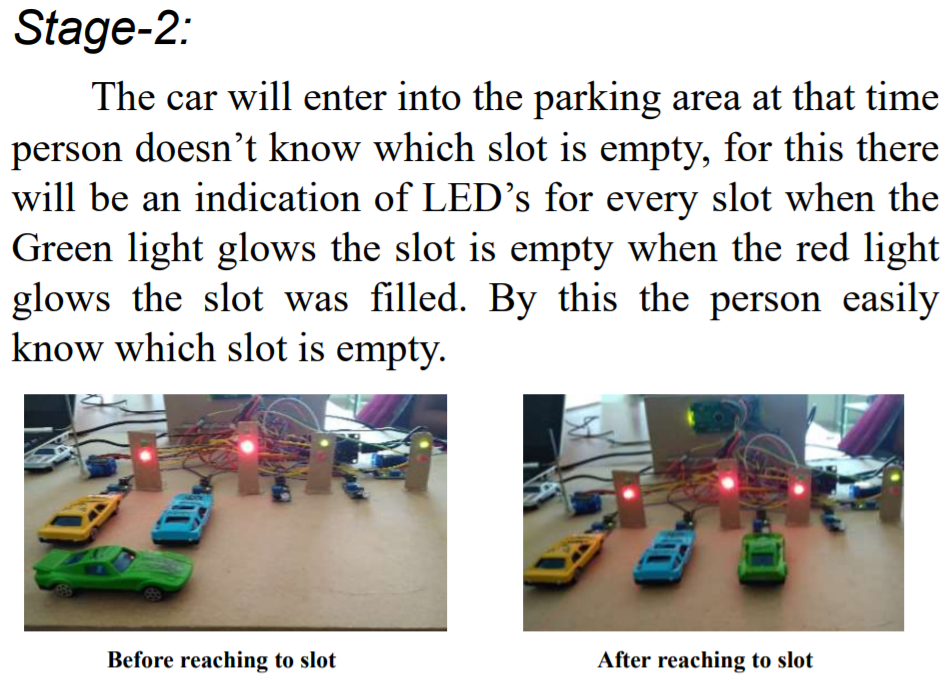 Stage-2:
The car will enter into the parking area at that time
person doesn’t know which slot is empty, for this there
will be an indication of LED’s for every slot when the
Green light glows the slot is empty when the red light
glows the slot was filled. By this the person easily
know which slot is empty.
Before reaching to slot
After reaching to slot